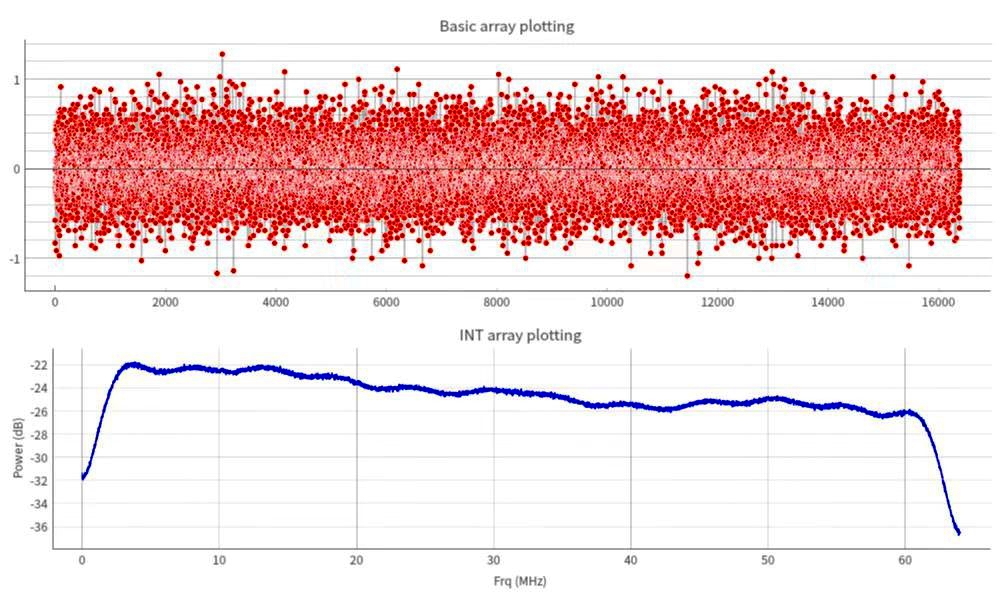 Basic array plotting
1
0
-1
0 2000 4000 6000 8000 10000 12000 14000 16000
INT array plotting
-22
-24
-26
-28
-30
-32
-34
-36
Power (dB)
0 10 20 30 40 50 60
Frq (MHz)